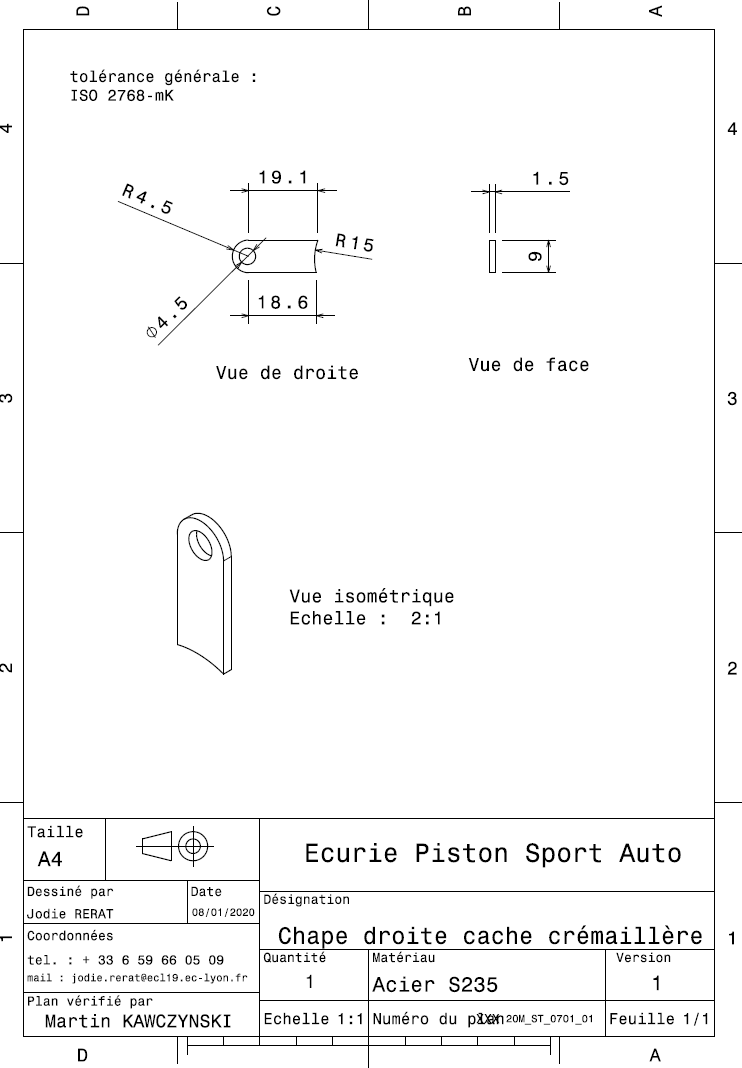 D C B A
tolérance générale :
ISO 2768-mK
4 4
19.1
1.5
R4.5
R15
9
18.6
⌀4.5
Vue de droite
Vue de face
3 3
Vue isométrique
Echelle : 2:1
2 2
Taille
A4
Ecurie Piston Sport Auto
Dessiné par
Jodie RERAT
Date
08/01/2020
Désignation
Chape droite cache crémaillère
Coordonnées
tel. : + 33 6 59 66 05 09
mail : jodie.rerat@ecl19.ec-lyon.fr
1 1
Quantité
1
Matériau
Acier S235
Version
1
Plan vérifié par
Martin KAWCZYNSKI
Echelle 1:1
Numéro du plan 20M_ST_0701_01
Feuille 1/1
D A